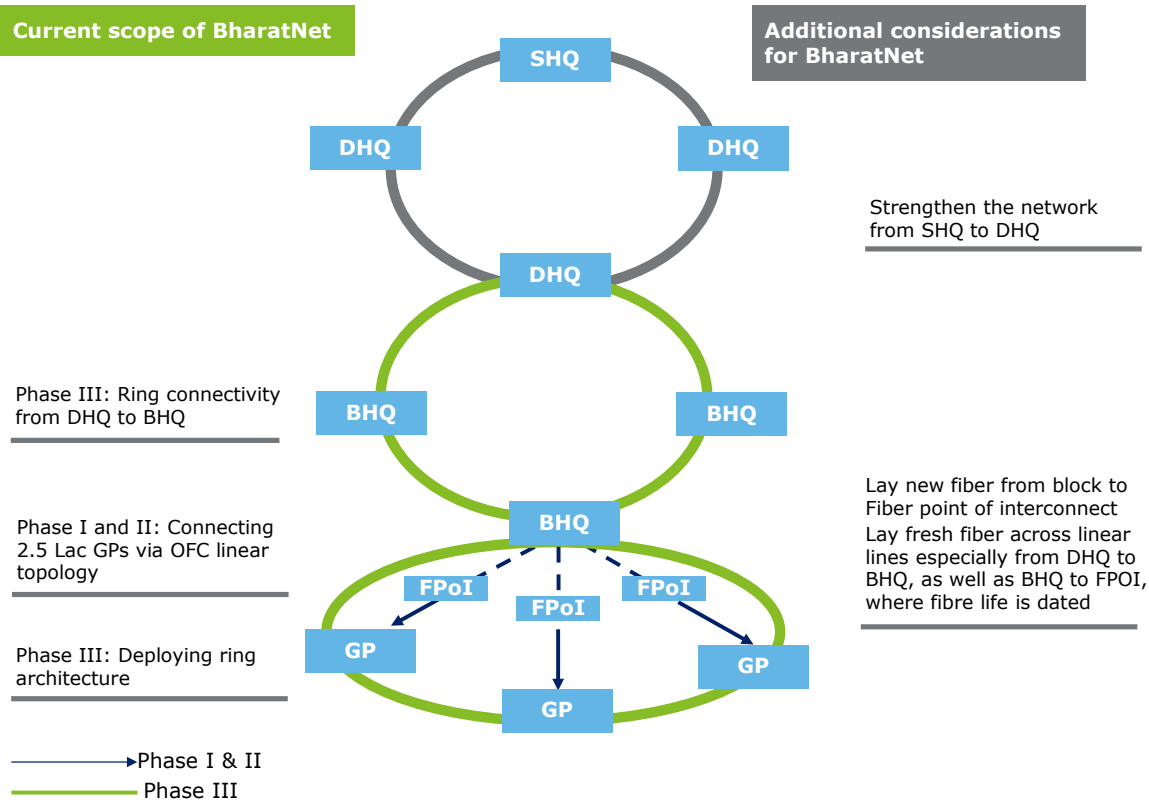 Current scope of BharatNet
Additional considerations
for BharatNet
SHQ
DHQ
DHQ
Strengthen the network
from SHQ to DHQ
DHQ
Phase III: Ring connectivity
from DHQ to BHQ
BHQ
BHQ
Lay new fiber from block to
Fiber point of interconnect
Lay fresh fiber across linear
lines especially from DHQ to
BHQ, as well as BHQ to FPOI,
where fibre life is dated
BHQ
Phase I and II: Connecting
2.5 Lac GPs via OFC linear
topology
FPoI
FPoI
FPoI
Phase III: Deploying ring
architecture
GP
GP
GP
Phase I & II
Phase III